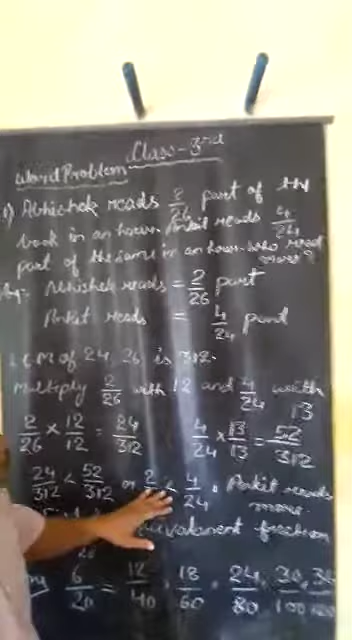 Class - 3rd
Word Problem
1) Abhishek reads 2/26 part of the
book in an hour. Ankit reads 4/24
part of the same in an hour. who read
more?
Abhishek reads = 2/26 part
Ankit reads = 4/24 part
L.C.M of 24, 26 is 312.
Multiply 2/26 with 12 and 4/24 with 13
2/26 × 12/12 = 24/312 4/24 × 13/13 = 52/312
24/312 < 52/312 or 2/ < 4/24 . Ankit reads
more.
equivalent fraction
20
6/20 = 12/40 , 18/60 , 24/80 , 30/100